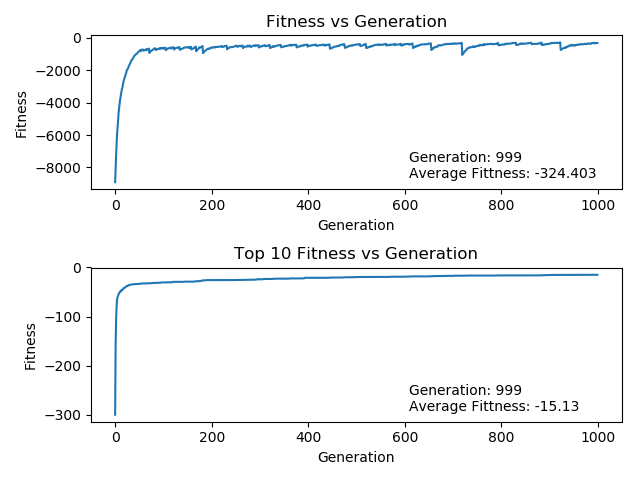 Fitness vs Generation
0
−2000
−4000
−6000
−8000
Fitness
Generation: 999
Average Fittness: -324.403
0 200 400 600 800 1000
Generation
Top 10 Fitness vs Generation
0
−100
−200
−300
Fitness
Generation: 999
Average Fittness: -15.13
0 200 400 600 800 1000
Generation